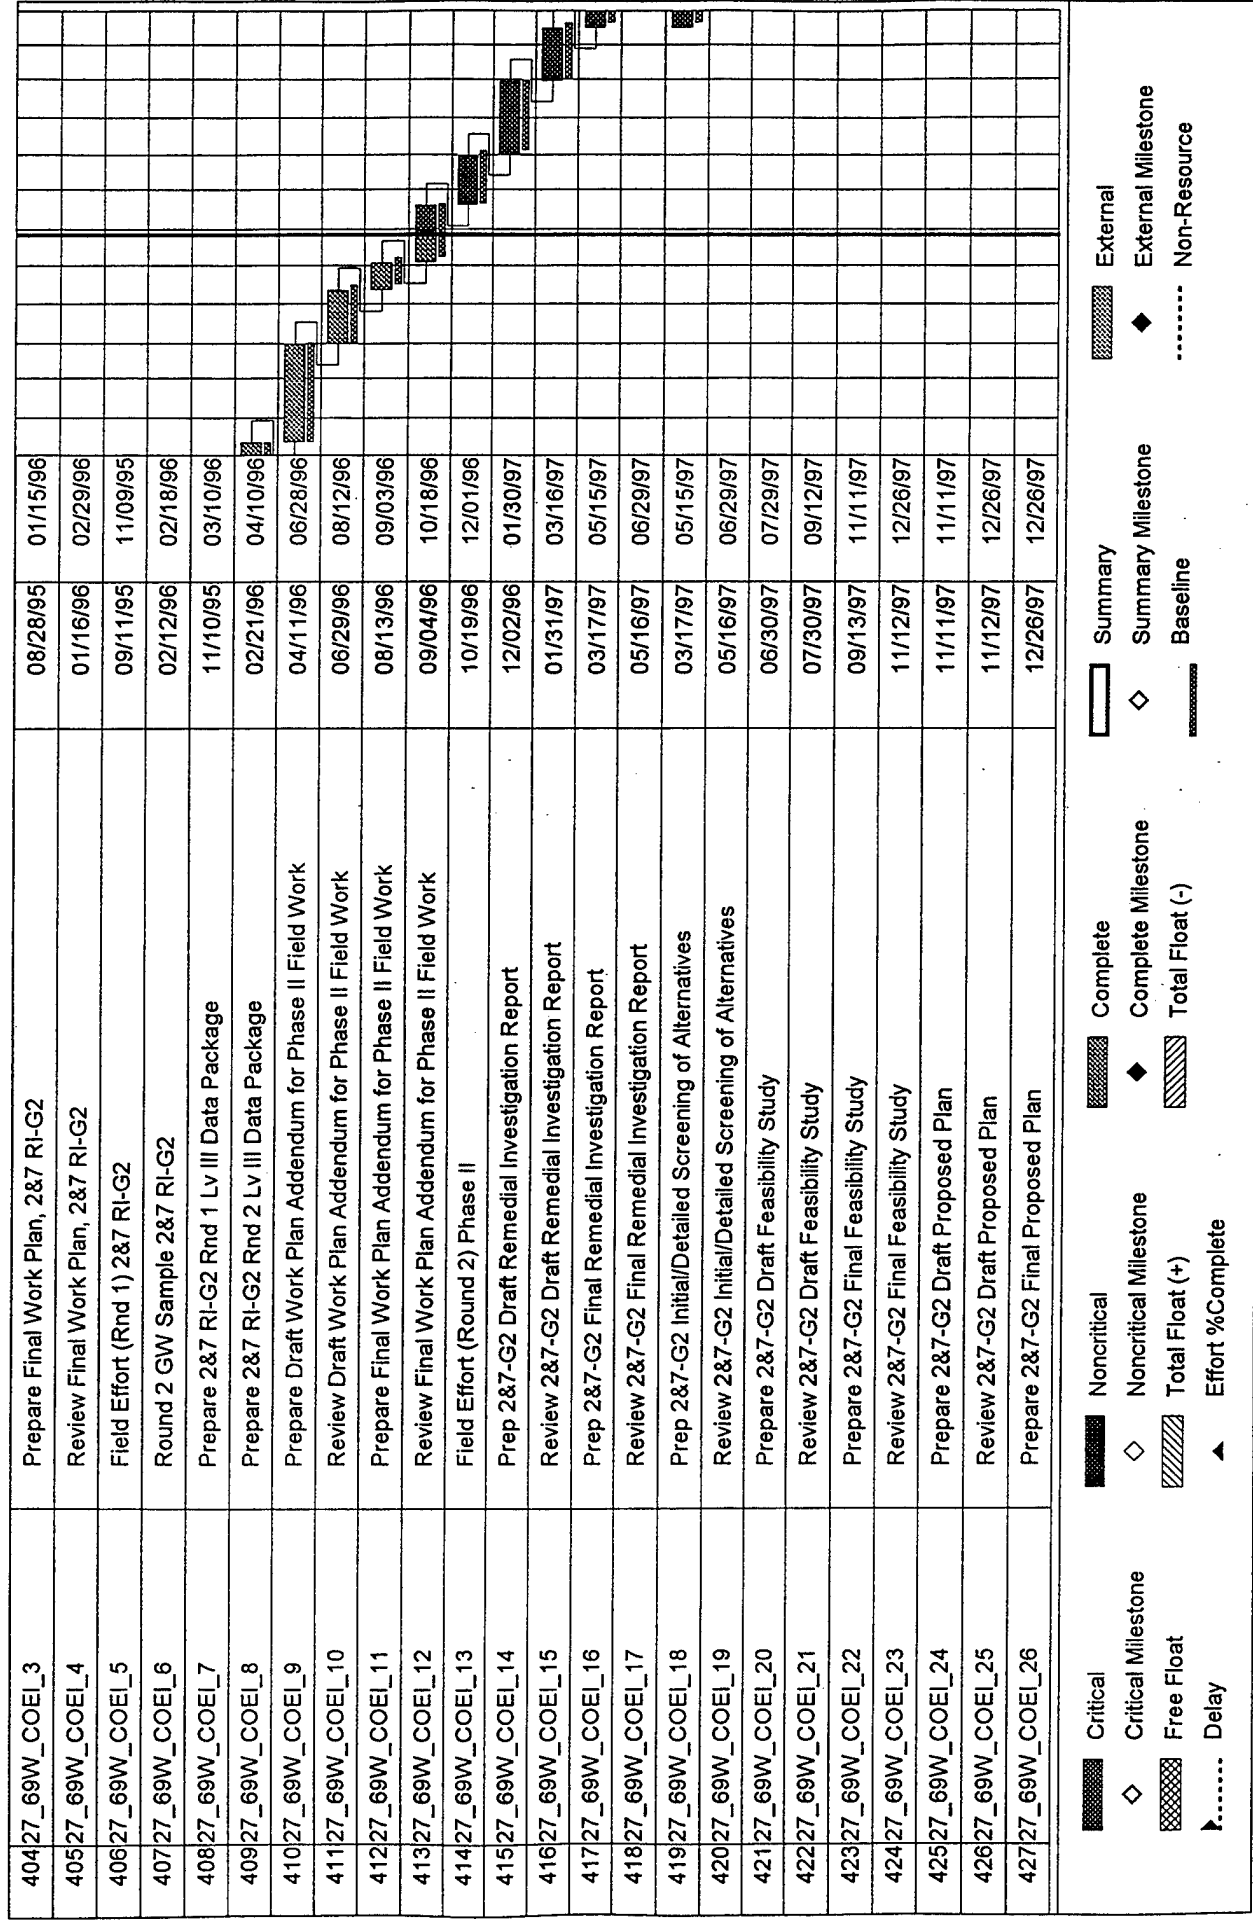 404 27_69W_COEI_3 Prepare Final Work Plan, 2&7 RI-G2 08/28/95 01/15/96
405 27_69W_COEI_4 Review Final Work Plan, 2&7 RI-G2 01/16/96 02/29/96
406 27_69W_COEI_5 Field Effort (Rnd 1) 2&7 RI-G2 09/11/95 11/09/95
407 27_69W_COEI_6 Round 2 GW Sample 2&7 RI-G2 02/12/96 02/18/96
408 27_69W_COEI_7 Prepare 2&7 RI-G2 Rnd 1 Lv III Data Package 11/10/95 03/10/96
409 27_69W_COEI_8 Prepare 2&7 RI-G2 Rnd 2 Lv III Data Package 02/21/96 04/10/96
410 27_69W_COEI_9 Prepare Draft Work Plan Addendum for Phase II Field Work 04/11/96 06/28/96
411 27_69W_COEI_10 Review Draft Work Plan Addendum for Phase II Field Work 06/29/96 08/12/96
412 27_69W_COEI_11 Prepare Final Work Plan Addendum for Phase II Field Work 08/13/96 09/03/96
413 27_69W_COEI_12 Review Final Work Plan Addendum for Phase II Field Work 09/04/96 10/18/96
414 27_69W_COEI_13 Field Effort (Round 2) Phase II 10/19/96 12/01/96
415 27_69W_COEI_14 Prep 2&7-G2 Draft Remedial Investigation Report 12/02/96 01/30/97
416 27_69W_COEI_15 Review 2&7-G2 Draft Remedial Investigation Report 01/31/97 03/16/97
417 27_69W_COEI_16 Prep 2&7-G2 Final Remedial Investigation Report 03/17/97 05/15/97
418 27_69W_COEI_17 Review 2&7-G2 Final Remedial Investigation Report 05/16/97 06/29/97
419 27_69W_COEI_18 Prep 2&7-G2 Initial/Detailed Screening of Alternatives 03/17/97 05/15/97
420 27_69W_COEI_19 Review 2&7-G2 Initial/Detailed Screening of Alternatives 05/16/97 06/29/97
421 27_69W_COEI_20 Prepare 2&7-G2 Draft Feasibility Study 06/30/97 07/29/97
422 27_69W_COEI_21 Review 2&7-G2 Draft Feasibility Study 07/30/97 09/12/97
423 27_69W_COEI_22 Prepare 2&7-G2 Final Feasibility Study 09/13/97 11/11/97
424 27_69W_COEI_23 Review 2&7-G2 Final Feasibility Study 11/12/97 12/26/97
425 27_69W_COEI_24 Prepare 2&7-G2 Draft Proposed Plan 11/11/97 11/11/97
426 27_69W_COEI_25 Review 2&7-G2 Draft Proposed Plan 11/12/97 12/26/97
427 27_69W_COEI_26 Prepare 2&7-G2 Final Proposed Plan 12/26/97 12/26/97
Critical Noncritical Complete Summary External
Critical Milestone Noncritical Milestone Complete Milestone Summary Milestone External Milestone
Free Float Total Float (+) Total Float (-) Baseline Non-Resource
Delay Effort %Complete